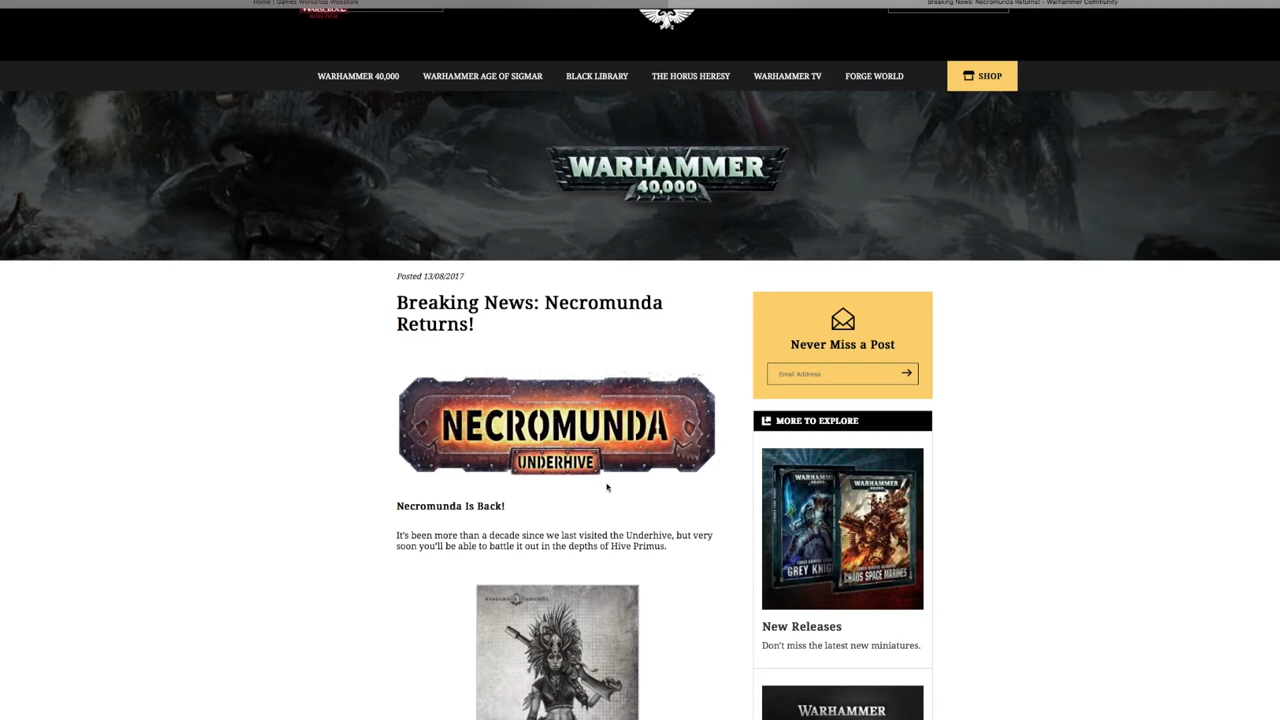 Home | Games Workshop Webstore
Breaking News: Necromunda Returns! – Warhammer Community
WARHAMMER 40,000
WARHAMMER AGE OF SIGMAR
BLACK LIBRARY
THE HORUS HERESY
WARHAMMER TV
FORGE WORLD
SHOP
WARHAMMER
40,000
Posted 13/08/2017
Breaking News: Necromunda
Returns!
NECROMUNDA
UNDERHIVE
Necromunda Is Back!
It's been more than a decade since we last visited the Underhive, but very
soon you'll be able to battle it out in the depths of Hive Primus.
WARHAMMER COMMUNITY
Never Miss a Post
Email Address
MORE TO EXPLORE
WARHAMMER
WARHAMMER
GREY KNIG
CHAOS SPACE MARINES
New Releases
Don't miss the latest new miniatures.
WARHAMMER